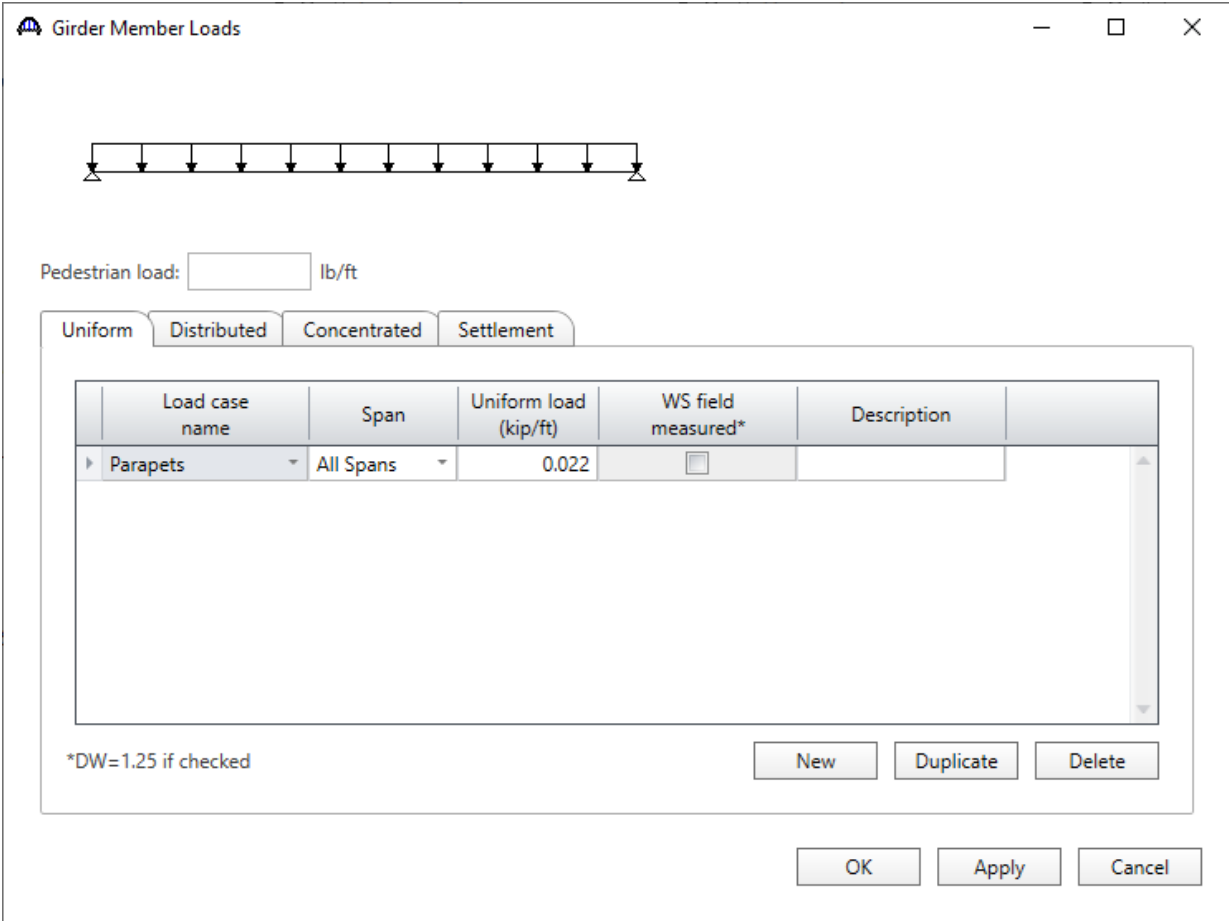 Girder Member Loads
Pedestrian load: lb/ft
Uniform Distributed Concentrated Settlement
Load case name Span Uniform load (kip/ft) WS field measured* Description
Parapets All Spans 0.022
*DW=1.25 if checked New Duplicate Delete
OK Apply Cancel